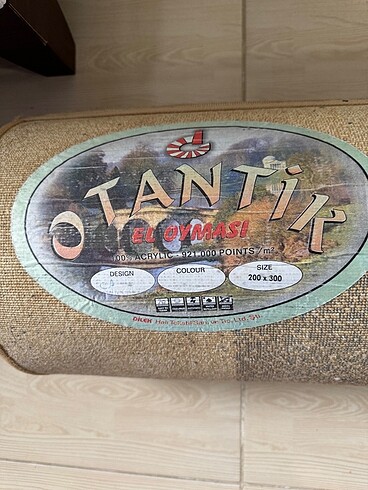 OTANTİK
EL OYMASI
100% ACRYLIC - 921.000 POINTS/m²
DESIGN
COLOUR
SIZE
200 x 300